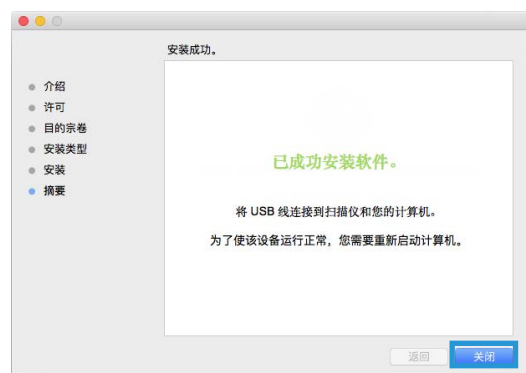 安装成功。
介绍
许可
目的宗卷
安装类型
安装
摘要
已成功安装软件。
将 USB 线连接到扫描仪和您的计算机。
为了使该设备运行正常，您需要重新启动计算机。
返回
关闭